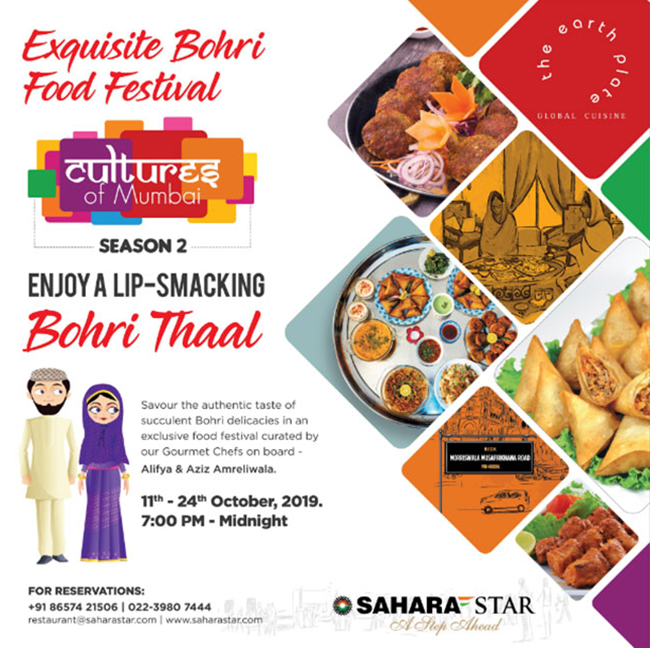 Exquisite Bohri
Food Festival
cultures
of Mumbai
SEASON 2
ENJOY A LIP-SMACKING
Bohri Thaal
Savour the authentic taste of
succulent Bohri delicacies in an
exclusive food festival curated by
our Gourmet Chefs on board -
Alifya & Aziz Amreliwala.
11th - 24th October, 2019.
7:00 PM - Midnight
FOR RESERVATIONS:
+91 86574 21506 | 022-3980 7444
restaurant@saharastar.com | www.saharastar.com
the earth plate
GLOBAL CUISINE
MORRISWALA MUSAFIRKHANA ROAD
SAHARA STAR
A Step Ahead